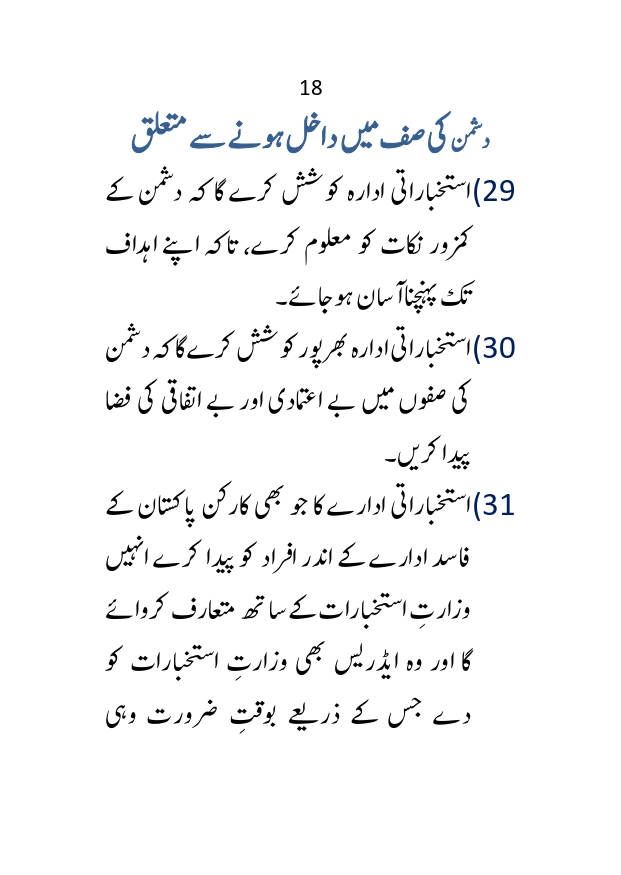 18
دشمن کی صف میں داخل ہونے سے متعلق
29)استخباراتی ادارہ کوشش کرے گا کہ دشمن کے
کمزور نکات کو معلوم کرے، تاکہ اپنے اہداف
تک پہنچنا آسان ہو جائے۔
30)استخباراتی ادارہ بھرپور کوشش کرے گا کہ دشمن
کی صفوں میں بے اعتمادی اور بے اتفاقی کی فضا
پیدا کریں۔
31)استخباراتی ادارے کا جو بھی کارکن پاکستان کے
فاسد ادارے کے اندر افراد کو پیدا کرے انہیں
وزارتِ استخبارات کے ساتھ متعارف کروائے
گا اور وہ ایڈریس بھی وزارتِ استخبارات کو
دے جس کے ذریعے بوقتِ ضرورت وہی